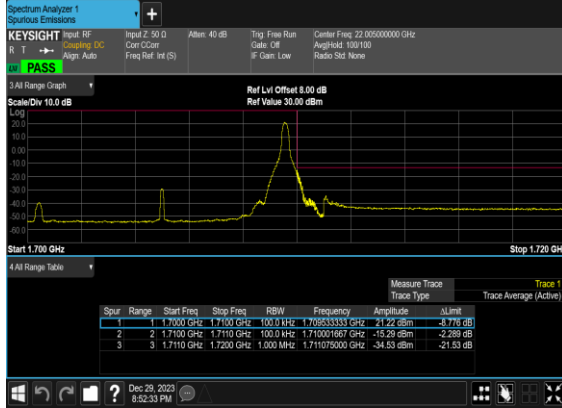 Spectrum Analyzer 1
Spurious Emissions
+
KEYSIGHT Input: RF Input Z: 50 Ω Atten: 40 dB Trig: Free Run Center Freq: 22.005000000 GHz
R T Coupling: DC Corr CCorr Gate: Off Avg|Hold: 100/100
Align: Auto Freq Ref: Int (S) IF Gain: Low Radio Std: None
LXI PASS
3 All Range Graph
Ref Lvl Offset 8.00 dB
Scale/Div 10.0 dB Ref Value 30.00 dBm
Log
20.0
10.0
0.00
-10.0
-20.0
-30.0
-40.0
-50.0
-60.0
Start 1.700 GHz Stop 1.720 GH
4 All Range Table
Measure Trace Trace 1
Trace Type Trace Average (Active)
Spur Range Start Freq Stop Freq RBW Frequency Amplitude ΔLimit
1 1 1.7000 GHz 1.7100 GHz 100.0 kHz 1.709533333 GHz 21.22 dBm -8.776 dB
2 2 1.7100 GHz 1.7110 GHz 100.0 kHz 1.710001667 GHz -15.29 dBm -2.289 dB
3 3 1.7110 GHz 1.7200 GHz 1.000 MHz 1.711075000 GHz -34.53 dBm -21.53 dB
? Dec 29, 2023
8:52:33 PM